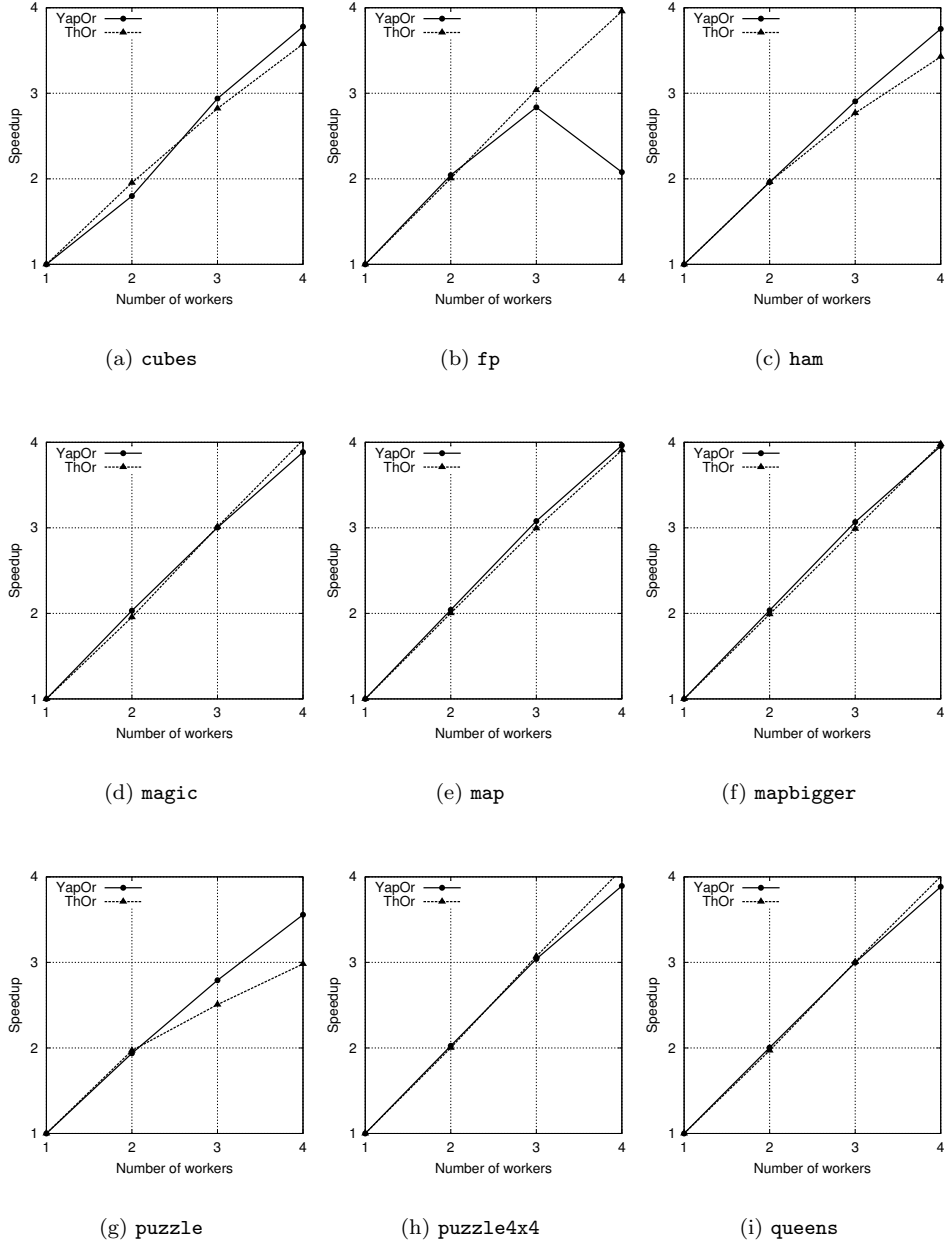 YapOr
ThOr
4
3
2
1
Speedup
1 2 3 4
Number of workers
(a) cubes
YapOr
ThOr
4
3
2
1
Speedup
1 2 3 4
Number of workers
(b) fp
YapOr
ThOr
4
3
2
1
Speedup
1 2 3 4
Number of workers
(c) ham
YapOr
ThOr
4
3
2
1
Speedup
1 2 3 4
Number of workers
(d) magic
YapOr
ThOr
4
3
2
1
Speedup
1 2 3 4
Number of workers
(e) map
YapOr
ThOr
4
3
2
1
Speedup
1 2 3 4
Number of workers
(f) mapbigger
YapOr
ThOr
4
3
2
1
Speedup
1 2 3 4
Number of workers
(g) puzzle
YapOr
ThOr
4
3
2
1
Speedup
1 2 3 4
Number of workers
(h) puzzle4x4
YapOr
ThOr
4
3
2
1
Speedup
1 2 3 4
Number of workers
(i) queens